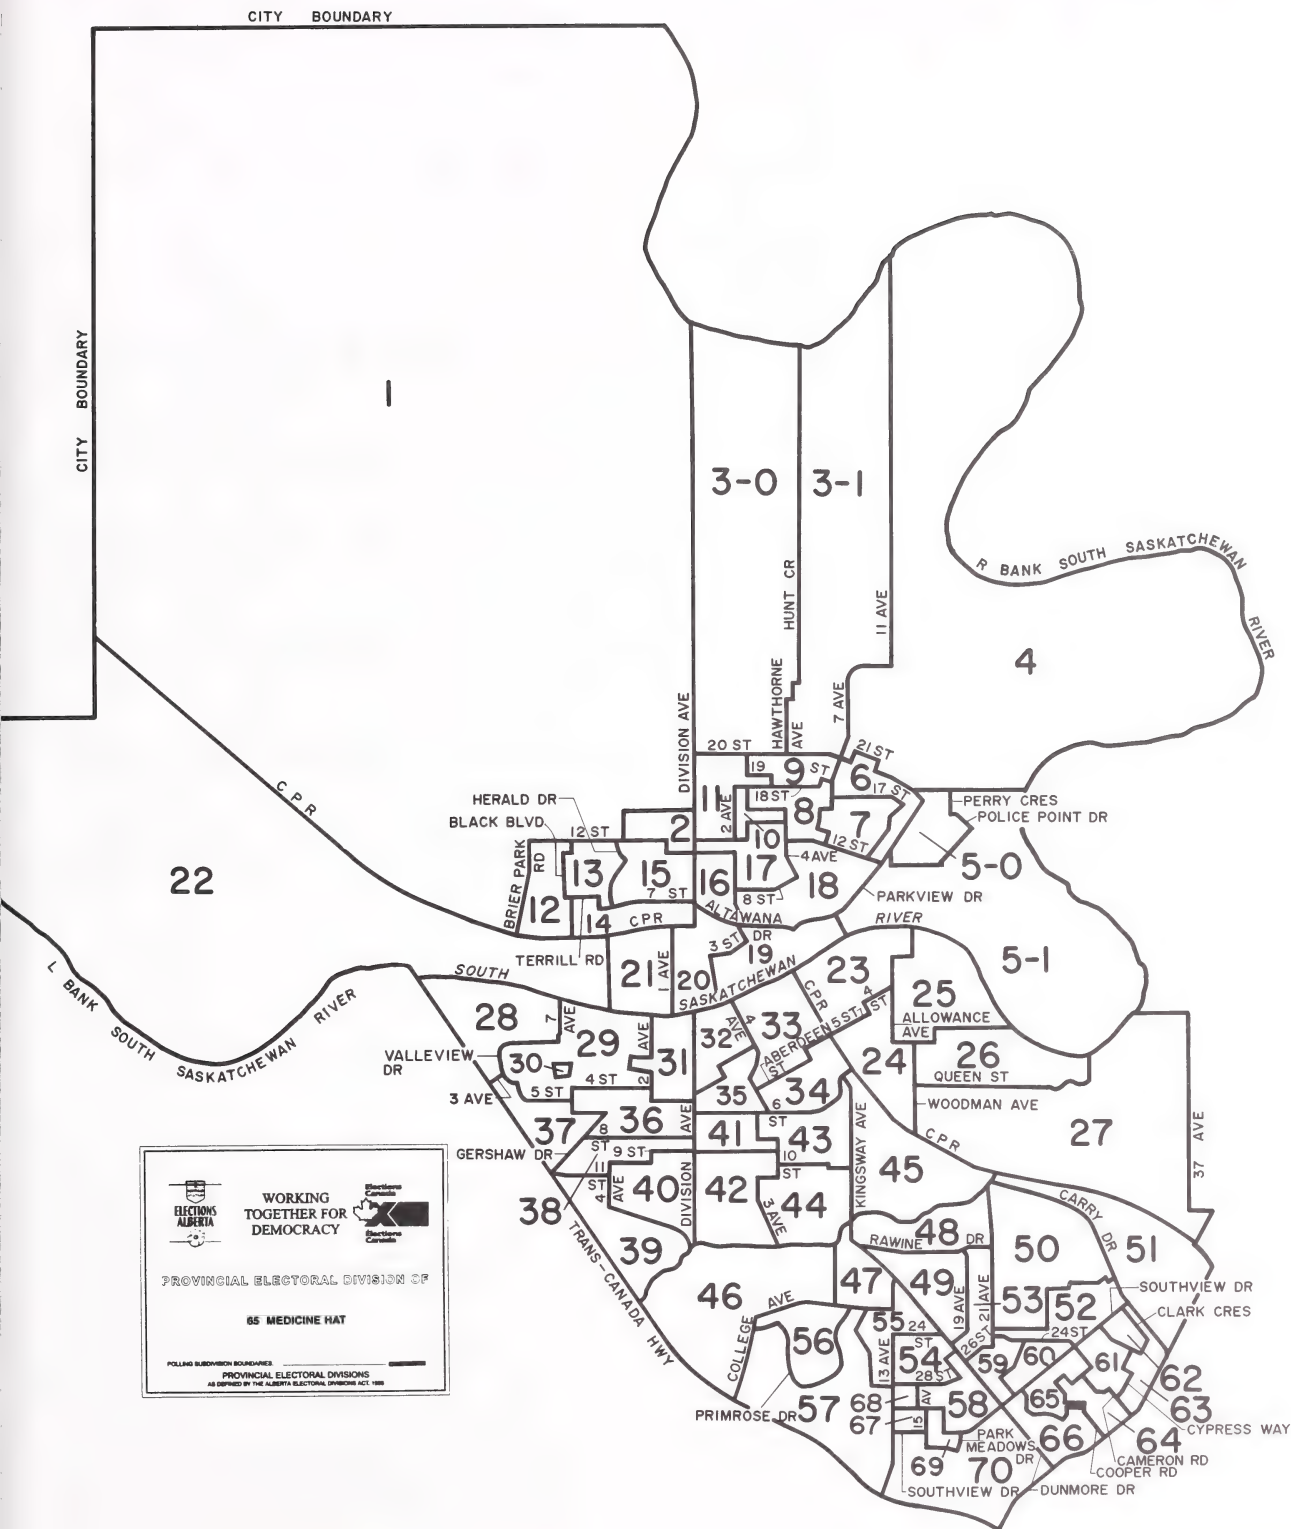 CITY BOUNDARY
CITY BOUNDARY
1
3-0
3-1
HUNT CR
11 AVE
R BANK SOUTH SASKATCHEWAN
RIVER
4
HAWTHORNE
AVE
7 AVE
DIVISION AVE
20 ST
21 ST
19
9
ST
6
17 ST
CPR
HERALD DR
BLACK BLVD
12 ST
2
11
2 AVE
18 ST
8
7
12 ST
PERRY CRES
POLICE POINT DR
5-0
10
4 AVE
22
BRIER PARK
RD
13
15
7 ST
16
17
8 ST
18
PARKVIEW DR
12
14
CPR
ALTAWANA
DR
RIVER
TERRILL RD
21
1 AVE
20
3 ST
19
SASKATCHEWAN
SOUTH
23
5-1
L BANK SOUTH
SASKATCHEWAN
RIVER
28
7
AVE
29
AVE
2
31
32
4
AVE
33
CPR
4
ST
5 ST
7
25
ALLOWANCE
AVE
ABERDEEN
ST
24
26
QUEEN ST
VALLEVIEW
DR
30
4 ST
5 ST
3 AVE
35
34
6
ST
WOODMAN AVE
27
37 AVE
37
36
8
ST
AVE
41
43
KINGSWAY AVE
CPR
GERSHAW DR
9 ST
11
ST
4
AVE
40
DIVISION
42
10
ST
44
3 AVE
45
38
39
TRANS-CANADA HWY
CARRY
DR
48
RAWINE DR
50
51
46
47
49
19 AVE
21 AVE
53
52
SOUTHVIEW DR
CLARK CRES
COLLEGE
AVE
56
55
24
ST
26 ST
24 ST
13 AVE
54
28 ST
59
60
61
62
63
CYPRESS WAY
PRIMROSE DR
57
68
67
AV
15
58
65
66
64
PARK
MEADOWS
DR
69
70
CAMERON RD
COOPER RD
SOUTHVIEW DR
DUNMORE DR
ELECTIONS
ALBERTA
WORKING
TOGETHER FOR
DEMOCRACY
Elections
Canada
Elections
Canada
PROVINCIAL ELECTORAL DIVISION OF
65 MEDICINE HAT
POLLING SUBDIVISION BOUNDARIES
PROVINCIAL ELECTORAL DIVISIONS
AS DEFINED BY THE ALBERTA ELECTORAL DIVISIONS ACT.